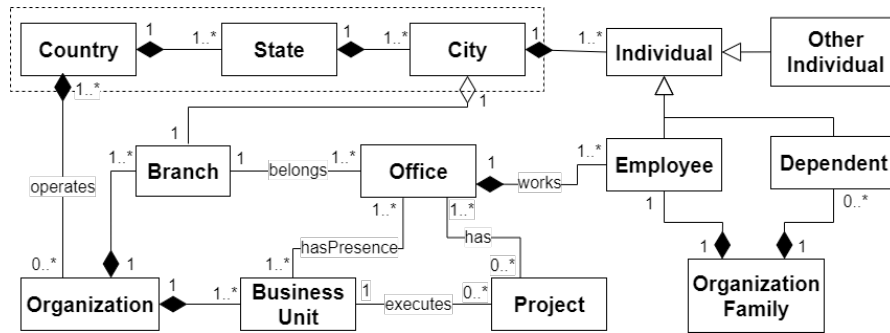 Country
1
1..*
State
1
1..*
City
1
1..*
Individual
Other
Individual
1..*
1
operates
1
1..*
Branch
1
belongs
1..*
Office
1
works
1..*
Employee
Dependent
1..*
1..*
hasPresence
has
1
0..*
0..*
1
1..*
0..*
1
1
Organization
1
1..*
Business
Unit
1
executes
0..*
Project
Organization
Family